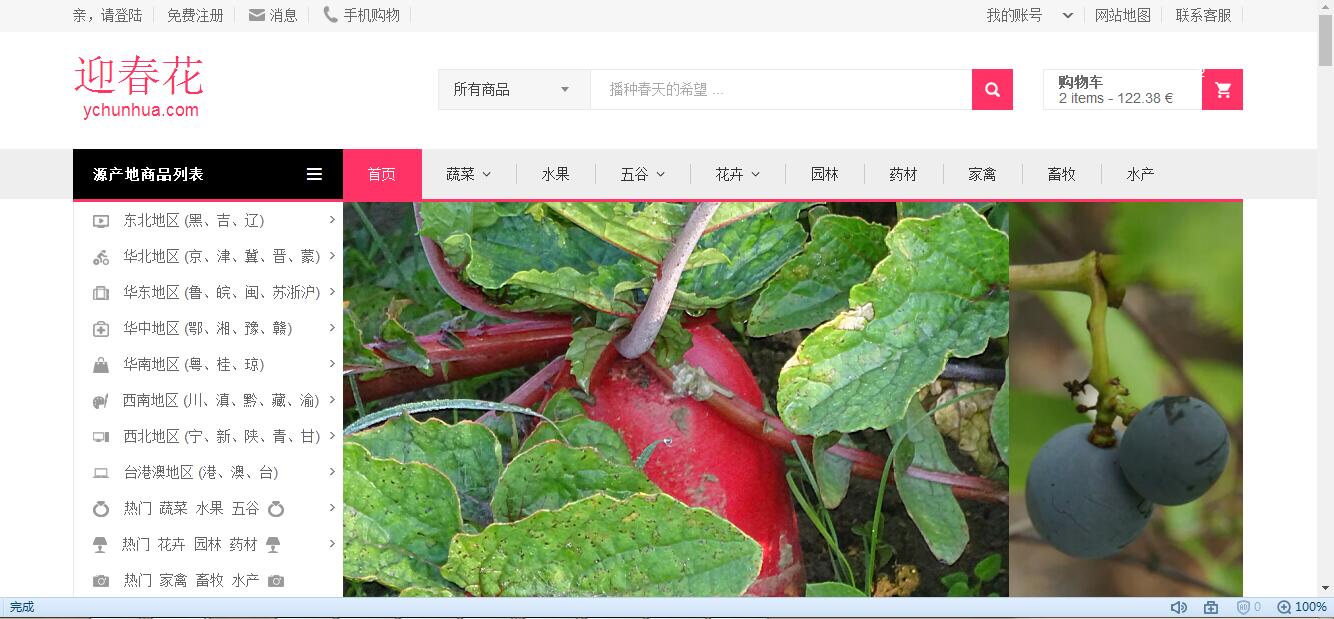 亲，请登陆 免费注册 消息 手机购物 我的账号 网站地图 联系客服
迎春花
ychunhua.com
所有商品 播种春天的希望 ...
购物车
2 items - 122.38 €
源产地商品列表 首页 蔬菜 水果 五谷 花卉 园林 药材 家禽 畜牧 水产
东北地区 (黑、吉、辽)
华北地区 (京、津、冀、晋、蒙)
华东地区 (鲁、皖、闽、苏浙沪)
华中地区 (鄂、湘、豫、赣)
华南地区 (粤、桂、琼)
西南地区 (川、滇、黔、藏、渝)
西北地区 (宁、新、陕、青、甘)
台港澳地区 (港、澳、台)
热门 蔬菜 水果 五谷
热门 花卉 园林 药材
热门 家禽 畜牧 水产
完成 0 100%